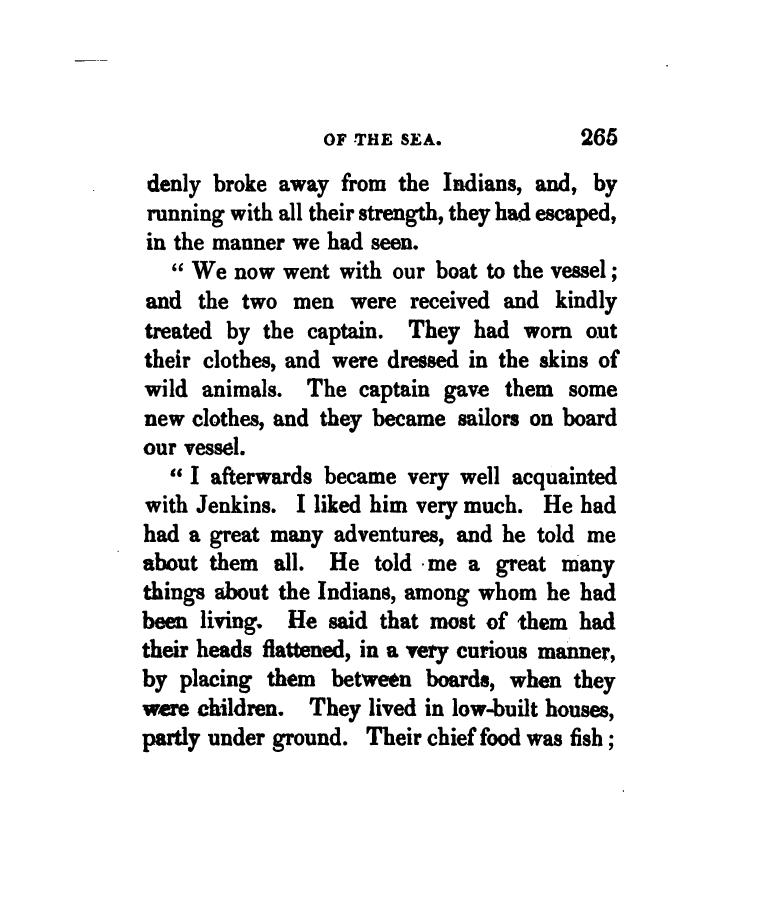 OF THE SEA. 265
denly broke away from the Indians, and, by
running with all their strength, they had escaped,
in the manner we had seen.
“ We now went with our boat to the vessel ;
and the two men were received and kindly
treated by the captain. They had worn out
their clothes, and were dressed in the skins of
wild animals. The captain gave them some
new clothes, and they became sailors on board
our vessel.
“ I afterwards became very well acquainted
with Jenkins. I liked him very much. He had
had a great many adventures, and he told me
about them all. He told me a great many
things about the Indians, among whom he had
been living. He said that most of them had
their heads flattened, in a very curious manner,
by placing them between boards, when they
were children. They lived in low-built houses,
partly under ground. Their chief food was fish ;